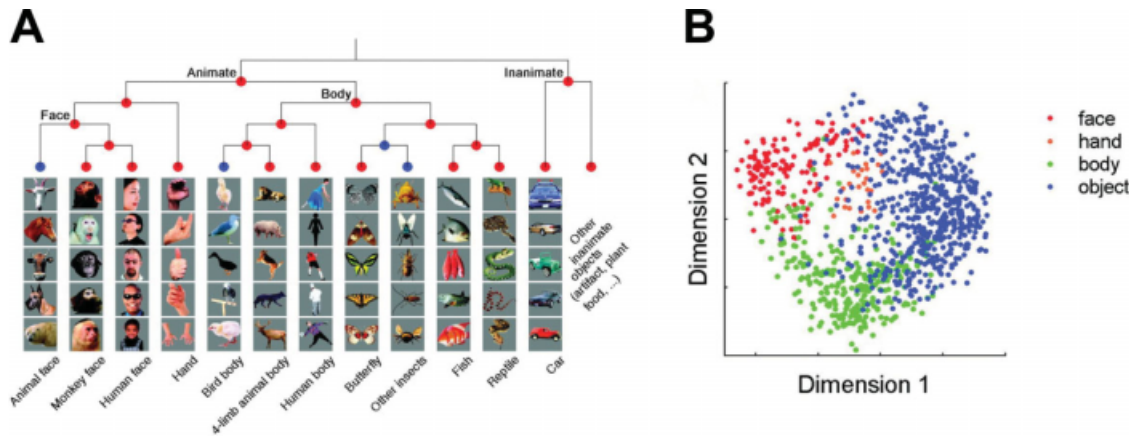 A
Animate
Inanimate
Body
Face
Animal face
Monkey face
Human face
Hand
Bird body
4-limb animal body
Human body
Butterfly
Other insects
Fish
Reptile
Car
Other
inanimate
objects
(artifact, plant
food, ...)
B
Dimension 2
Dimension 1
face
hand
body
object